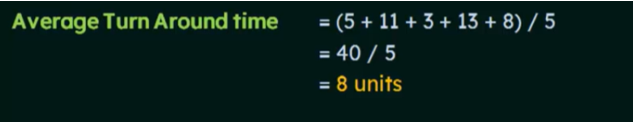 Average Turn Around time = (5 + 11 + 3 + 13 + 8) / 5
= 40 / 5
= 8 units